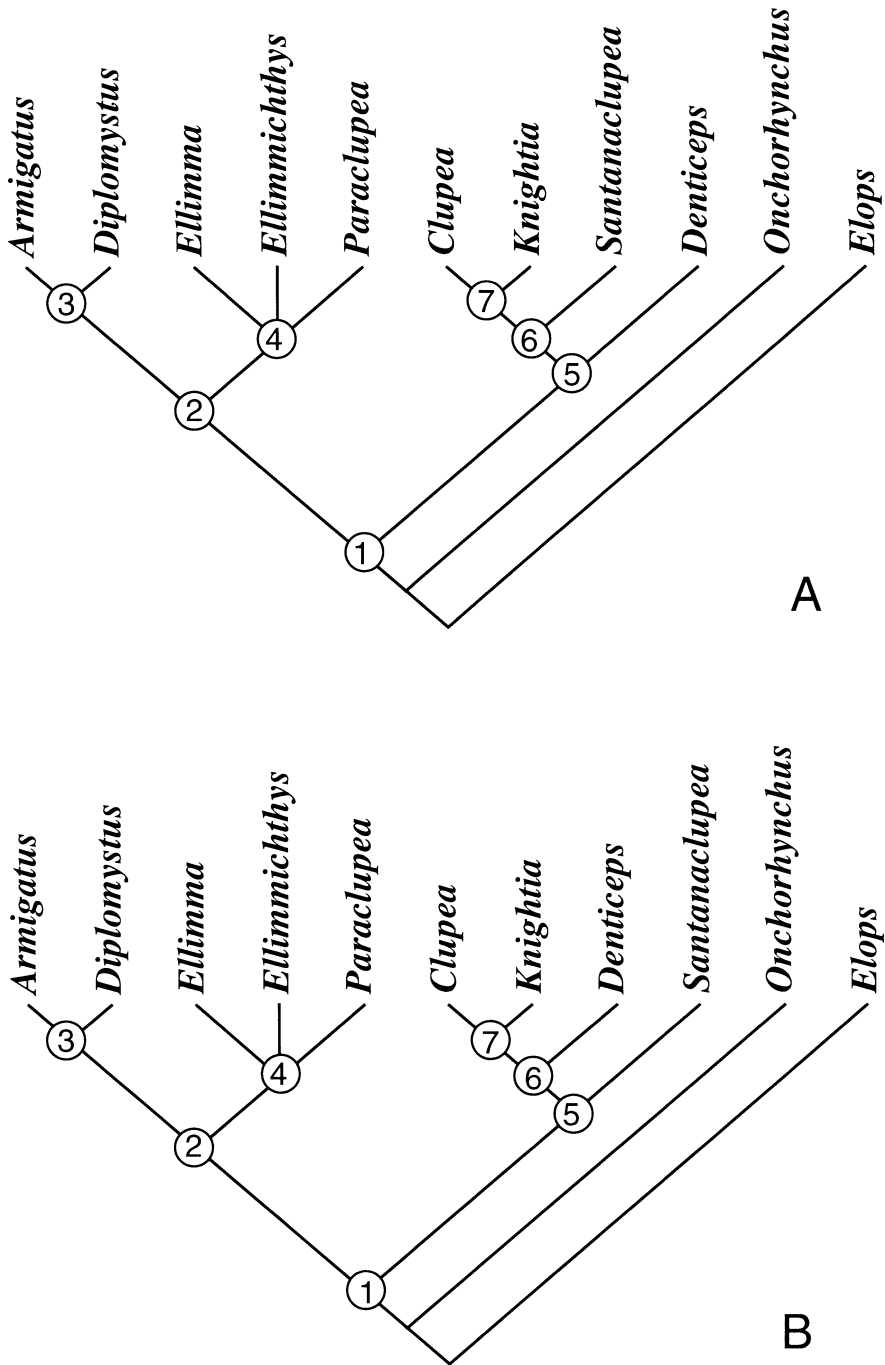 Armigatus
Diplomystus
Ellimma
Ellimmichthys
Paraclupea
Clupea
Knightia
Santanaclupea
Denticeps
Onchorhynchus
Elops
3
7
4
6
5
2
1
A
Armigatus
Diplomystus
Ellimma
Ellimmichthys
Paraclupea
Clupea
Knightia
Denticeps
Santanaclupea
Onchorhynchus
Elops
3
7
4
6
5
2
1
B